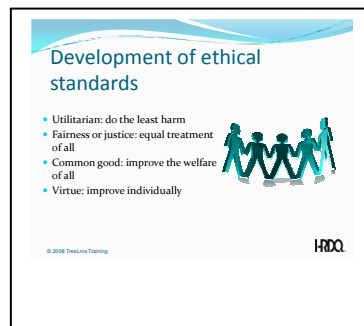 Development of ethical
standards
• Utilitarian: do the least harm
• Fairness or justice: equal treatment
of all
• Common good: improve the welfare
of all
• Virtue: improve individually
© 2008 TreeLine Training
HRDQ